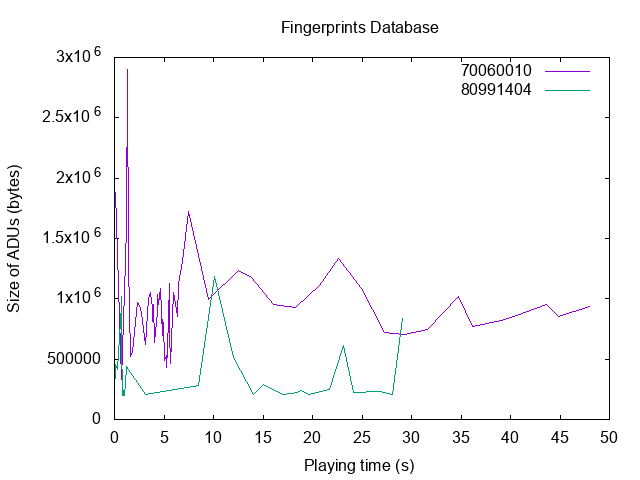 Fingerprints Database
3x10^6
2.5x10^6
2x10^6
1.5x10^6
1x10^6
500000
0
Size of ADUs (bytes)
70060010
80991404
0 5 10 15 20 25 30 35 40 45 50
Playing time (s)